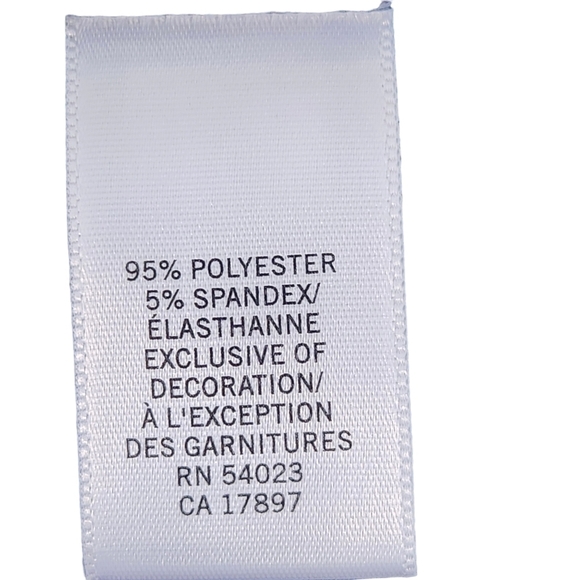 95% POLYESTER
5% SPANDEX/
ÉLASTHANNE
EXCLUSIVE OF
DECORATION/
À L'EXCEPTION
DES GARNITURES
RN 54023
CA 17897